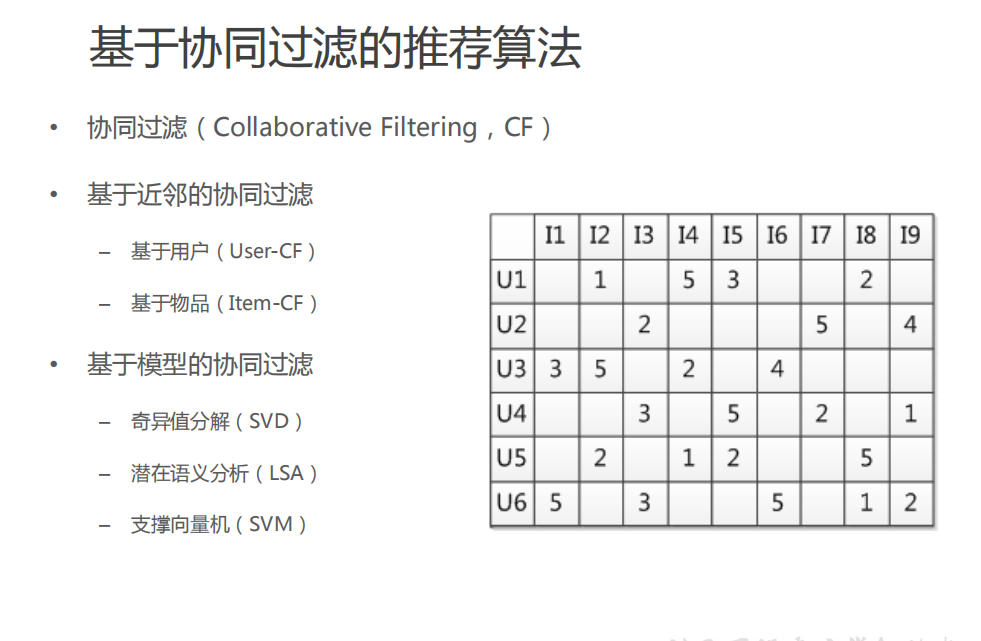 基于协同过滤的推荐算法
• 协同过滤（Collaborative Filtering，CF）
• 基于近邻的协同过滤
– 基于用户（User-CF）
– 基于物品（Item-CF）
• 基于模型的协同过滤
– 奇异值分解（SVD）
– 潜在语义分析（LSA）
– 支撑向量机（SVM）
I1 I2 I3 I4 I5 I6 I7 I8 I9
U1 1 5 3 2
U2 2 5 4
U3 3 5 2 4
U4 3 5 2 1
U5 2 1 2 5
U6 5 3 5 1 2